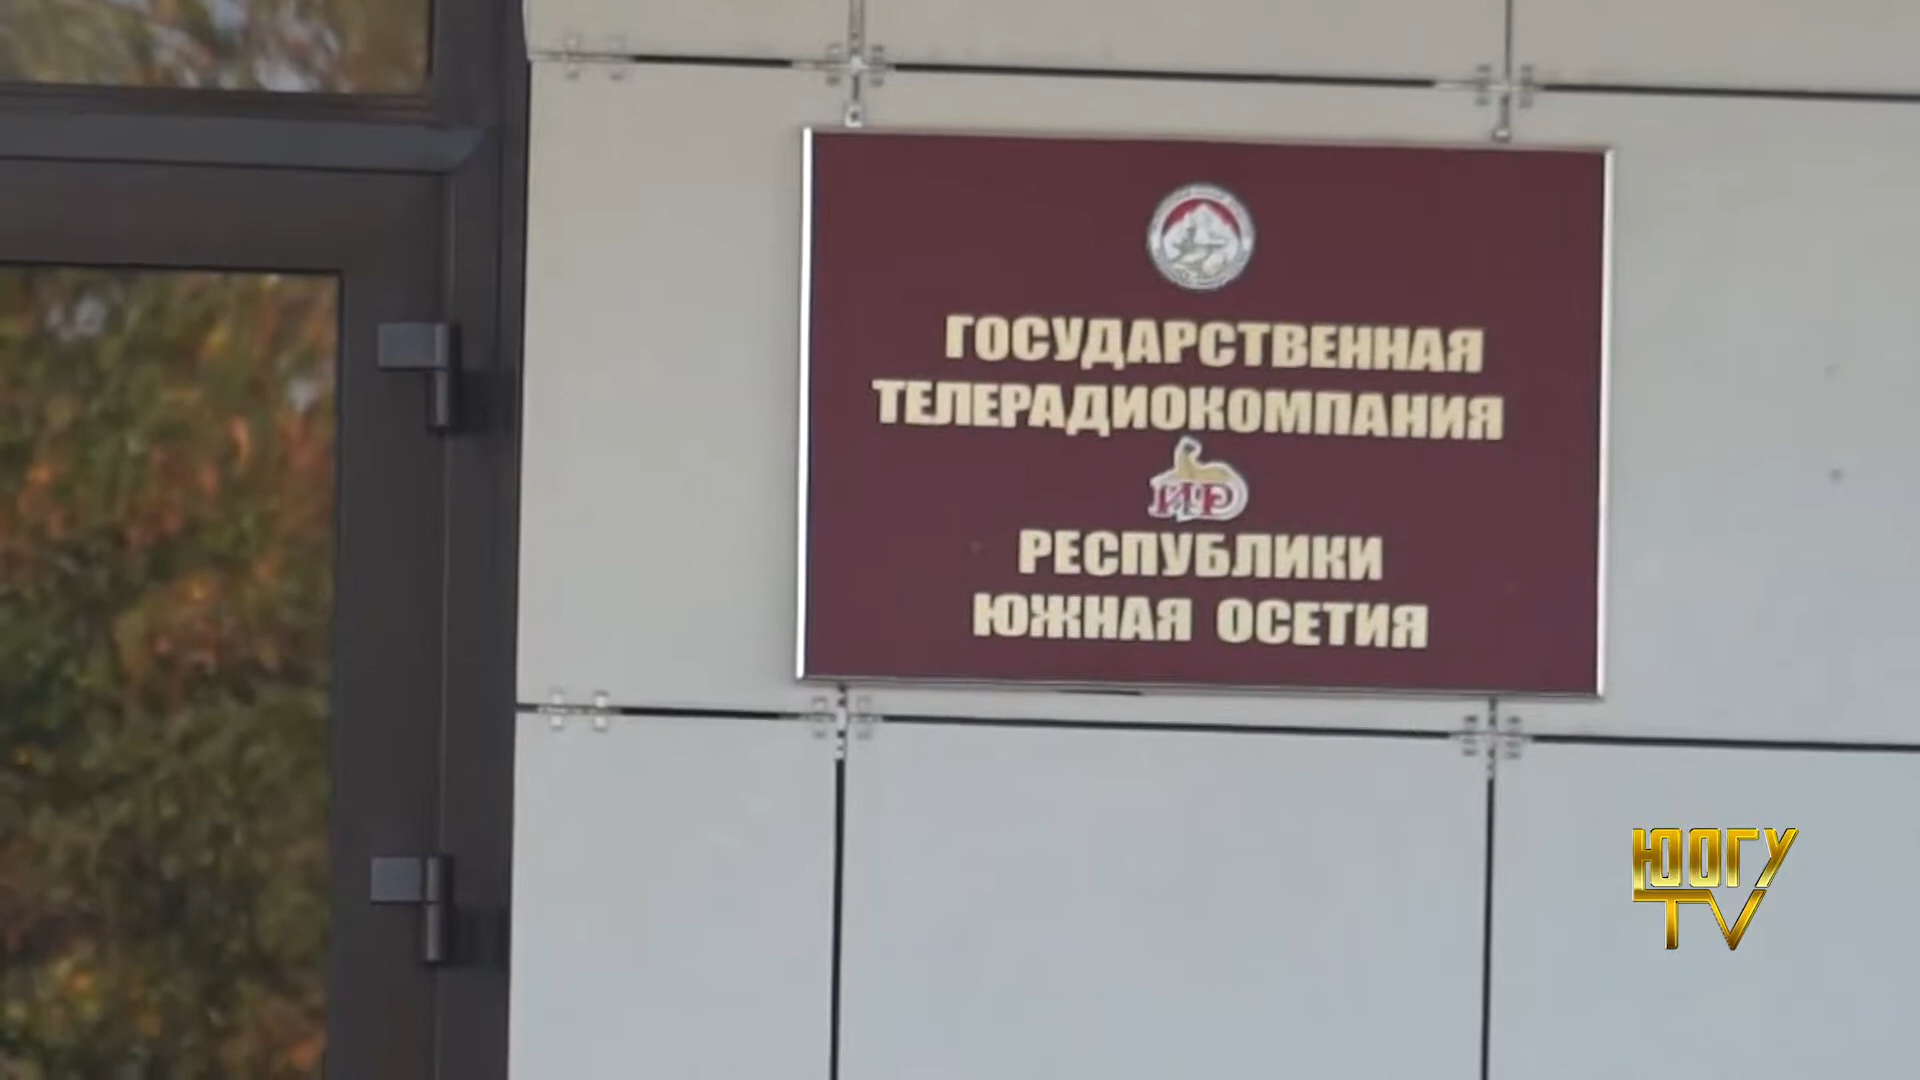 ГОСУДАРСТВЕННАЯ
ТЕЛЕРАДИОКОМПАНИЯ
ИР
РЕСПУБЛИКИ
ЮЖНАЯ ОСЕТИЯ
ЮОГУ
TV